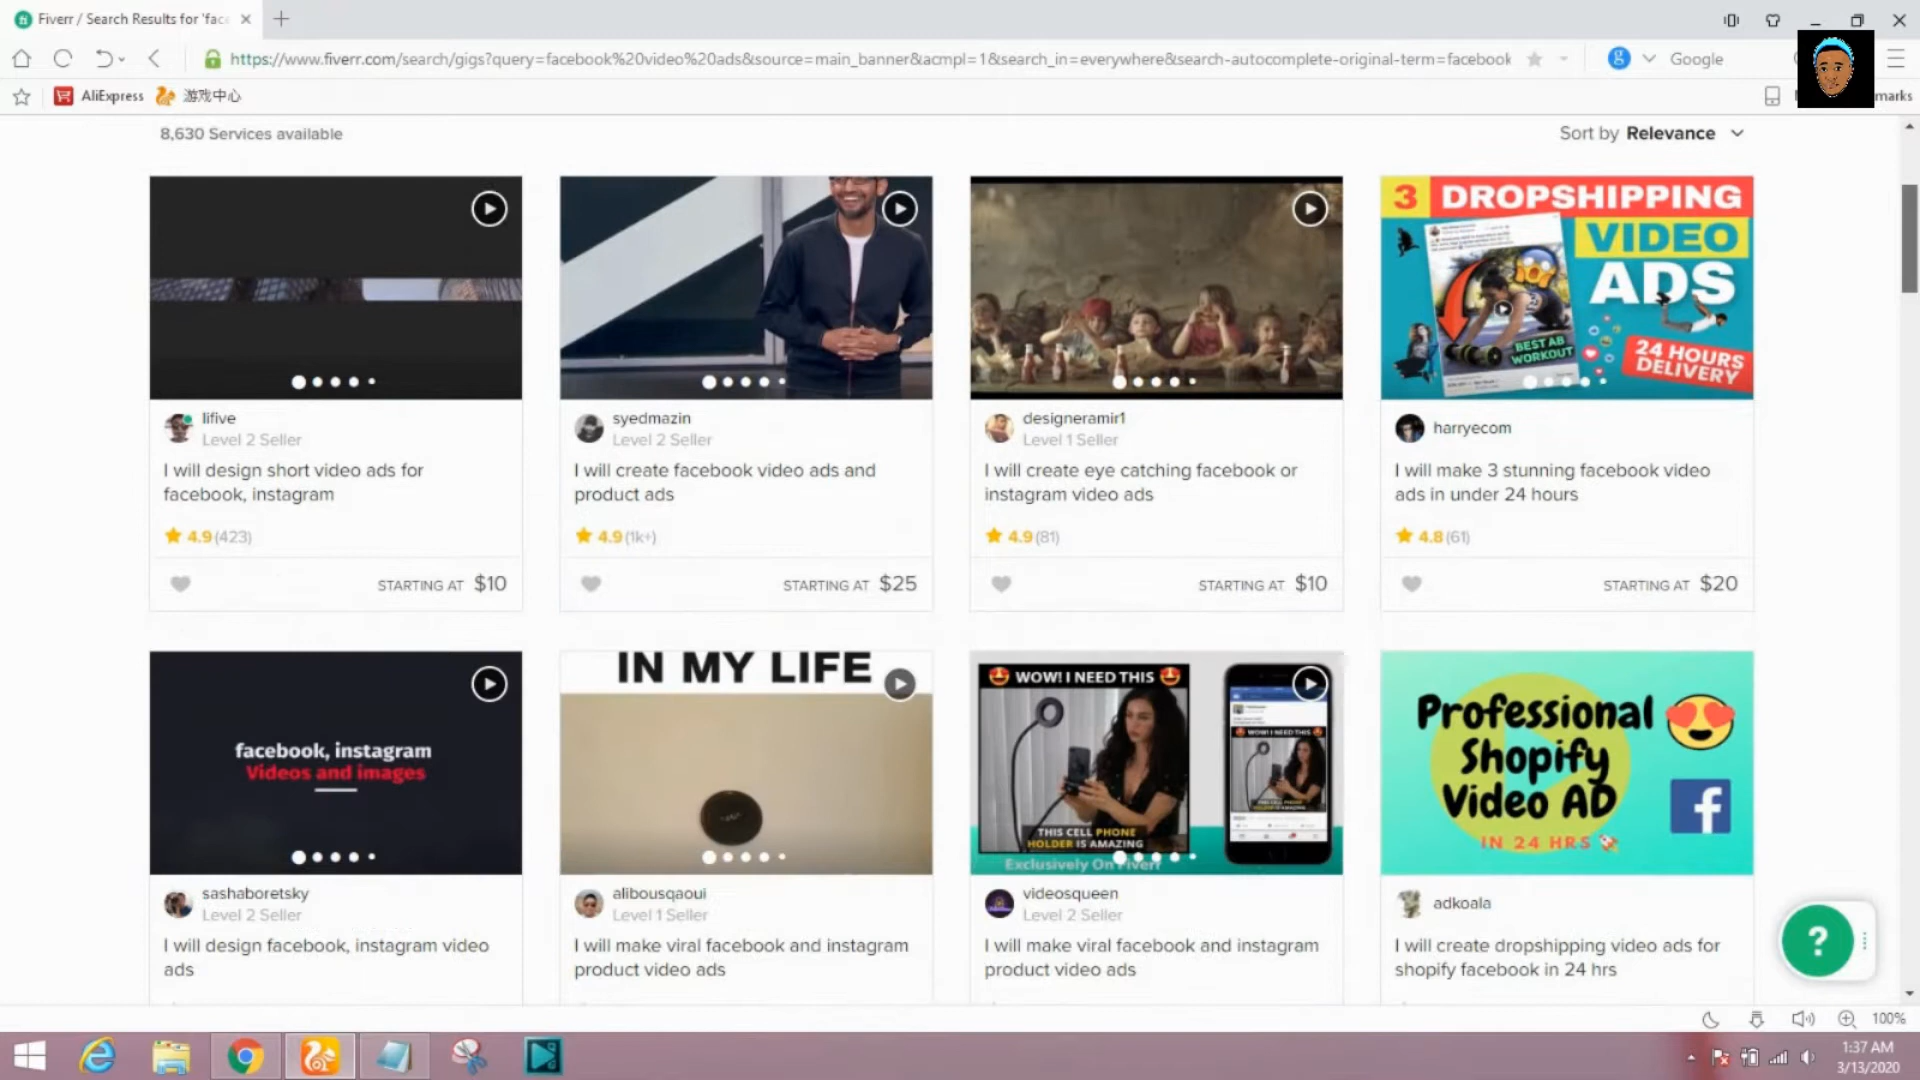 Fiverr / Search Results for 'face
https://www.fiverr.com/search/gigs?query=facebook%20video%20ads&source=main_banner&acmpl=1&search_in=everywhere&search-autocomplete-original-term=facebook
Google
AliExpress
游戏中心
marks
8,630 Services available
Sort by Relevance
3 DROPSHIPPING
VIDEO
ADS
BEST AB
WORKOUT
24 HOURS
DELIVERY
lifive
Level 2 Seller
I will design short video ads for
facebook, instagram
4.9 (423)
STARTING AT $10
syedmazin
Level 2 Seller
I will create facebook video ads and
product ads
4.9 (1k+)
STARTING AT $25
designeramir1
Level 1 Seller
I will create eye catching facebook or
instagram video ads
4.9 (81)
STARTING AT $10
harryecom
I will make 3 stunning facebook video
ads in under 24 hours
4.8 (61)
STARTING AT $20
facebook, instagram
Videos and images
IN MY LIFE
WOW! I NEED THIS
THIS CELL PHONE
HOLDER IS AMAZING
Exclusively On Fiverr
WOW! I NEED THIS
THIS CELL PHONE
HOLDER IS AMAZING
Professional
Shopify
Video AD
IN 24 HRS
sashaboretsky
Level 2 Seller
I will design facebook, instagram video
ads
alibousqaoui
Level 1 Seller
I will make viral facebook and instagram
product video ads
videosqueen
Level 2 Seller
I will make viral facebook and instagram
product video ads
adkoala
I will create dropshipping video ads for
shopify facebook in 24 hrs
?
100%
1:37 AM
3/13/2020